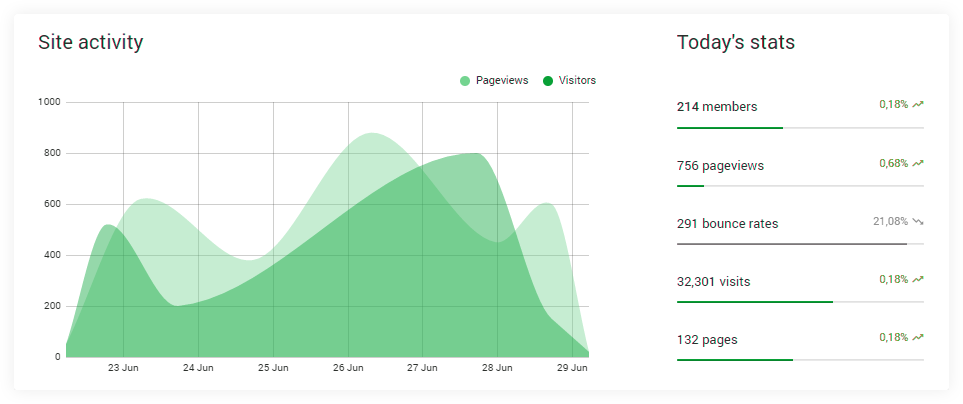 Site activity
Pageviews
Visitors
1000
800
600
400
200
0
23 Jun
24 Jun
25 Jun
26 Jun
27 Jun
28 Jun
29 Jun
Today's stats
214 members
0,18%
756 pageviews
0,68%
291 bounce rates
21,08%
32,301 visits
0,18%
132 pages
0,18%